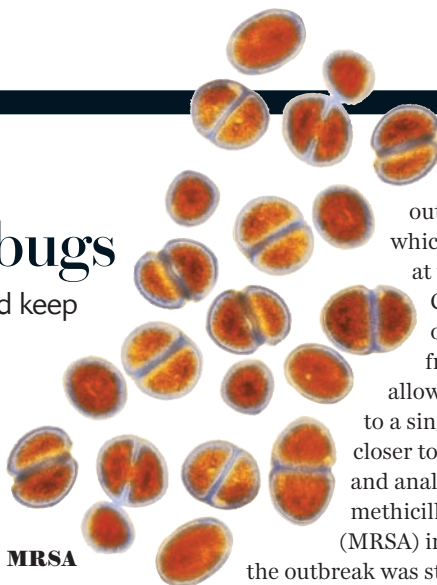 bugs
d keep
out
which
at
fr
allow
to a sin
closer to
and anal
methicill
(MRSA) in
the outbreak was st
MRSA